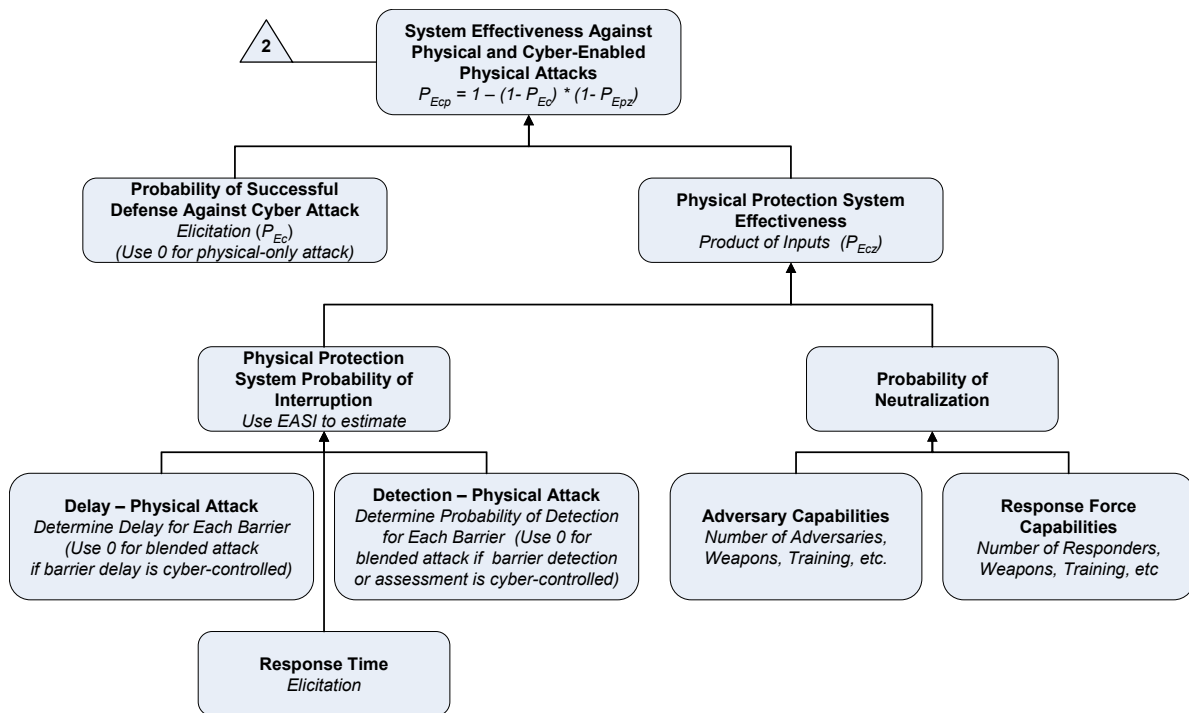 2
System Effectiveness Against
Physical and Cyber-Enabled
Physical Attacks
P_Ecp = 1 – (1- P_Ec) * (1- P_Epz)
Probability of Successful
Defense Against Cyber Attack
Elicitation (P_Ec)
(Use 0 for physical-only attack)
Physical Protection System
Effectiveness
Product of Inputs (P_Ecz)
Physical Protection
System Probability of
Interruption
Use EASI to estimate
Probability of
Neutralization
Delay – Physical Attack
Determine Delay for Each Barrier
(Use 0 for blended attack
if barrier delay is cyber-controlled)
Detection – Physical Attack
Determine Probability of Detection
for Each Barrier (Use 0 for
blended attack if barrier detection
or assessment is cyber-controlled)
Adversary Capabilities
Number of Adversaries,
Weapons, Training, etc.
Response Force
Capabilities
Number of Responders,
Weapons, Training, etc
Response Time
Elicitation